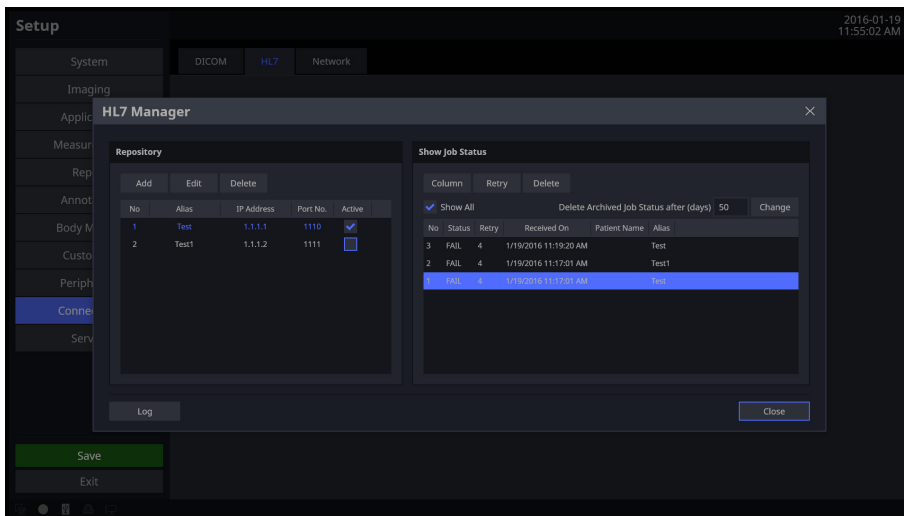 Setup
2016-01-19
11:55:02 AM
System
DICOM HL7 Network
Imaging
Applic
HL7 Manager
Measur
Repository
Show Job Status
Rep
Add Edit Delete
Column Retry Delete
Annot
Show All Delete Archived Job Status after (days) 50 Change
No Alias IP Address Port No. Active
Body M
1 Test 1.1.1.1 1110
2 Test1 1.1.1.2 1111
No Status Retry Received On Patient Name Alias
3 FAIL 4 1/19/2016 11:19:20 AM Test
2 FAIL 4 1/19/2016 11:17:01 AM Test1
1 FAIL 4 1/19/2016 11:17:01 AM Test
Custo
Periph
Conne
Serv
Log
Close
Save
Exit